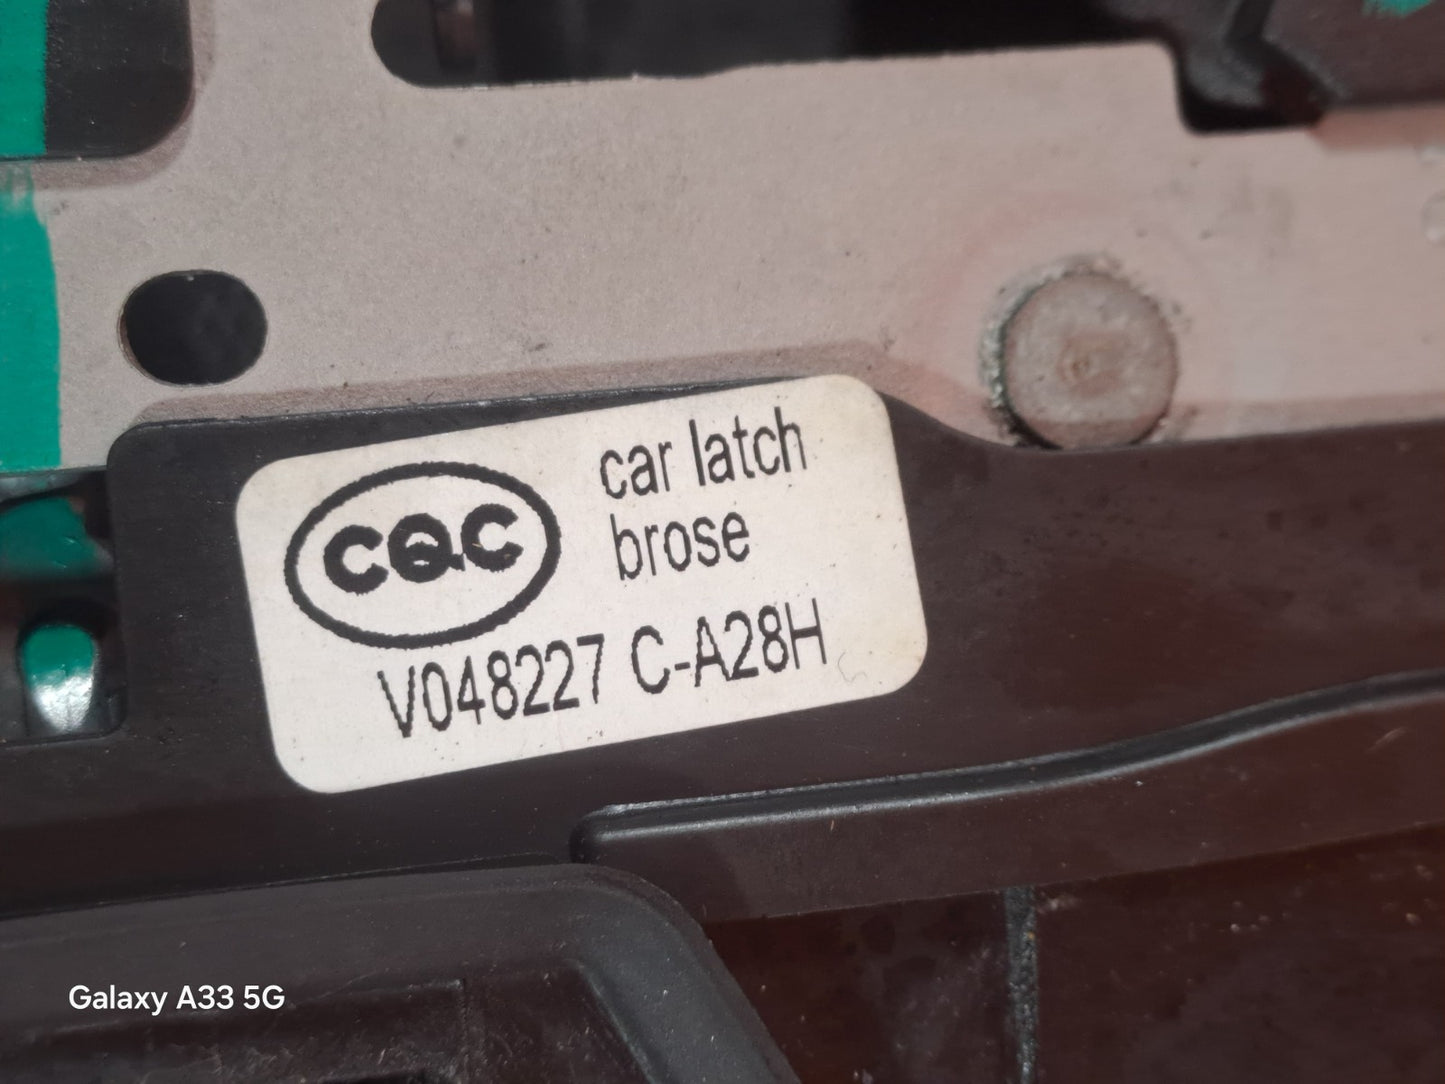 CQC
car latch
brose
V048227 C-A28H
Galaxy A33 5G